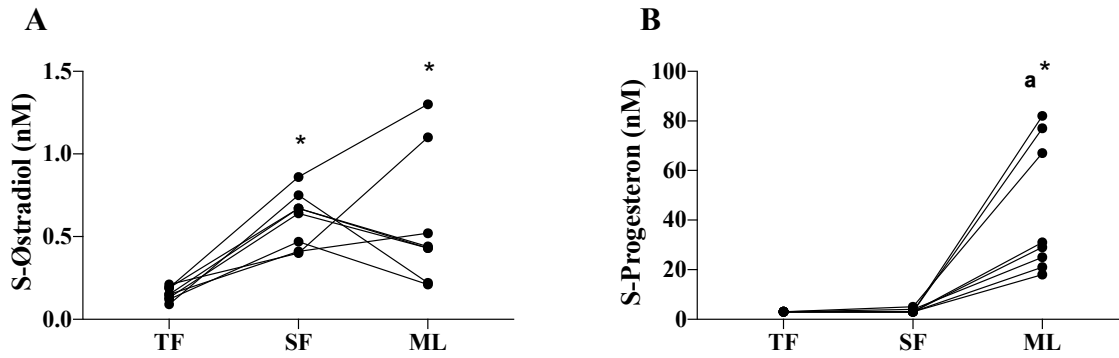 A
S-Østradiol (nM)
1.5
1.0
0.5
0.0
*
*
TF SF ML
B
S-Progesteron (nM)
100
80
60
40
20
0
a *
TF SF ML